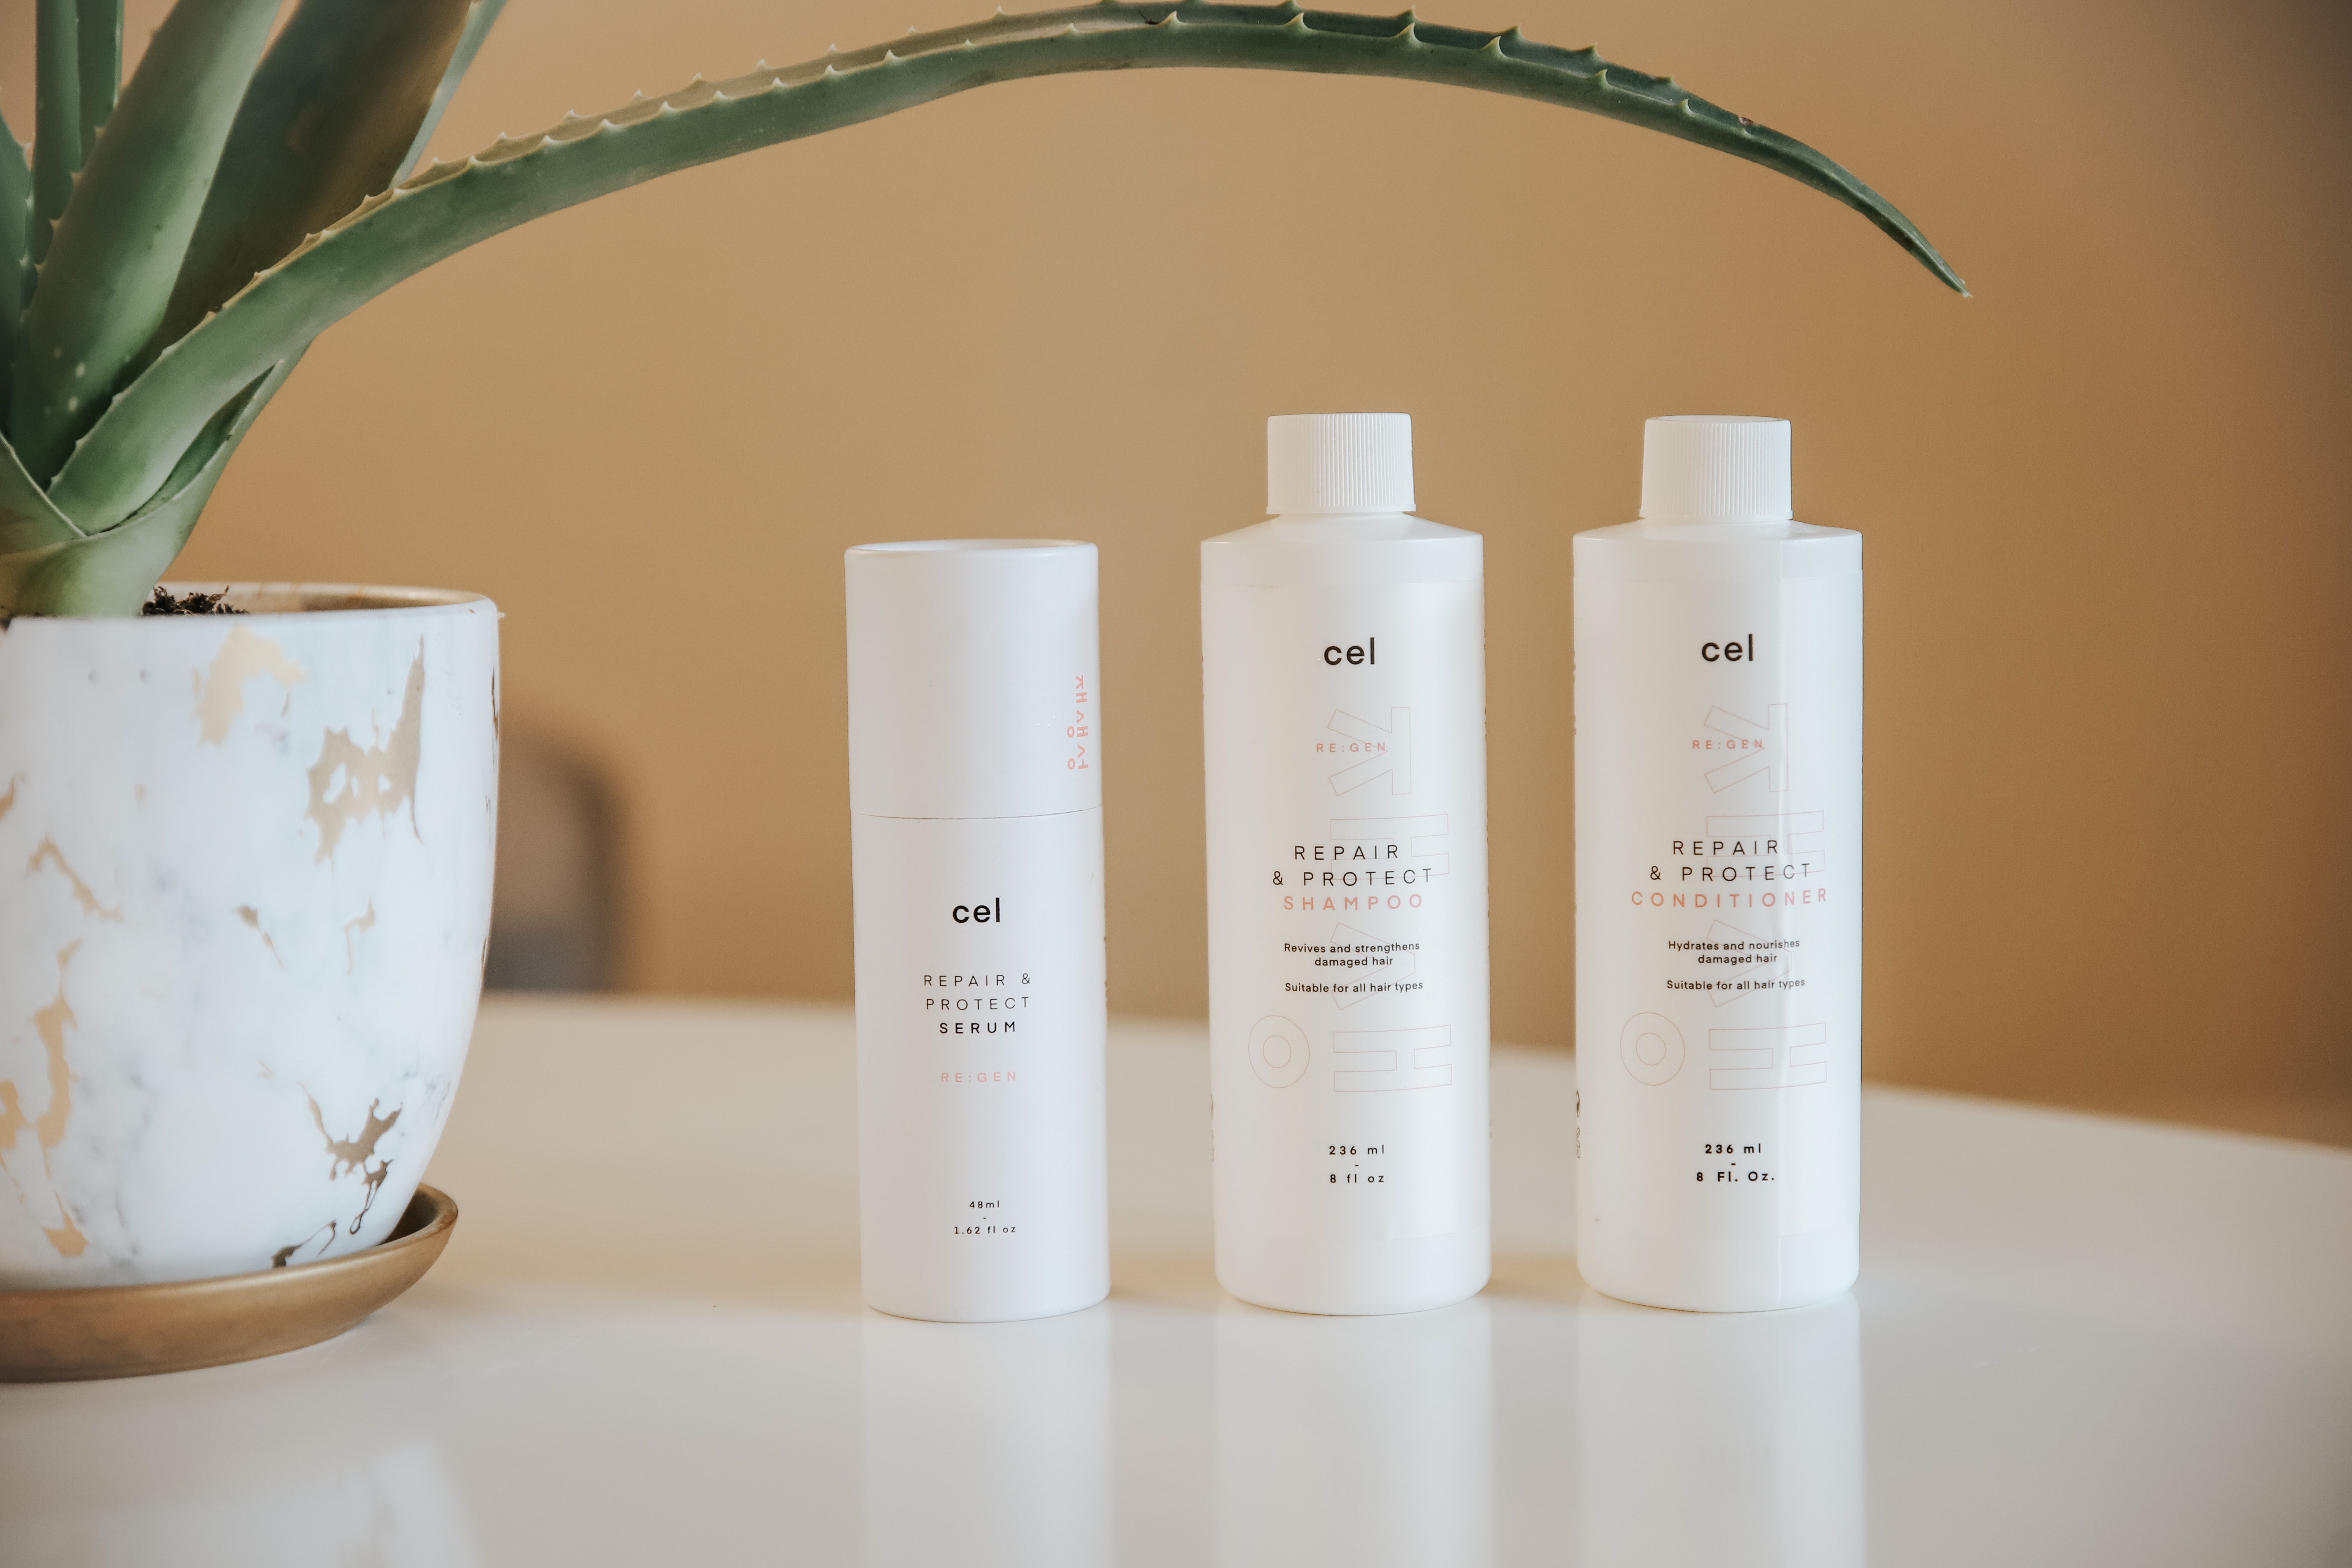 cel
REPAIR &
PROTECT
SERUM
RE:GEN
48ml
-
1.62 fl oz
cel
RE:GEN
REPAIR
& PROTECT
SHAMPOO
Revives and strengthens
damaged hair
Suitable for all hair types
236 ml
-
8 fl oz
cel
RE:GEN
REPAIR
& PROTECT
CONDITIONER
Hydrates and nourishes
damaged hair
Suitable for all hair types
236 ml
-
8 Fl. Oz.